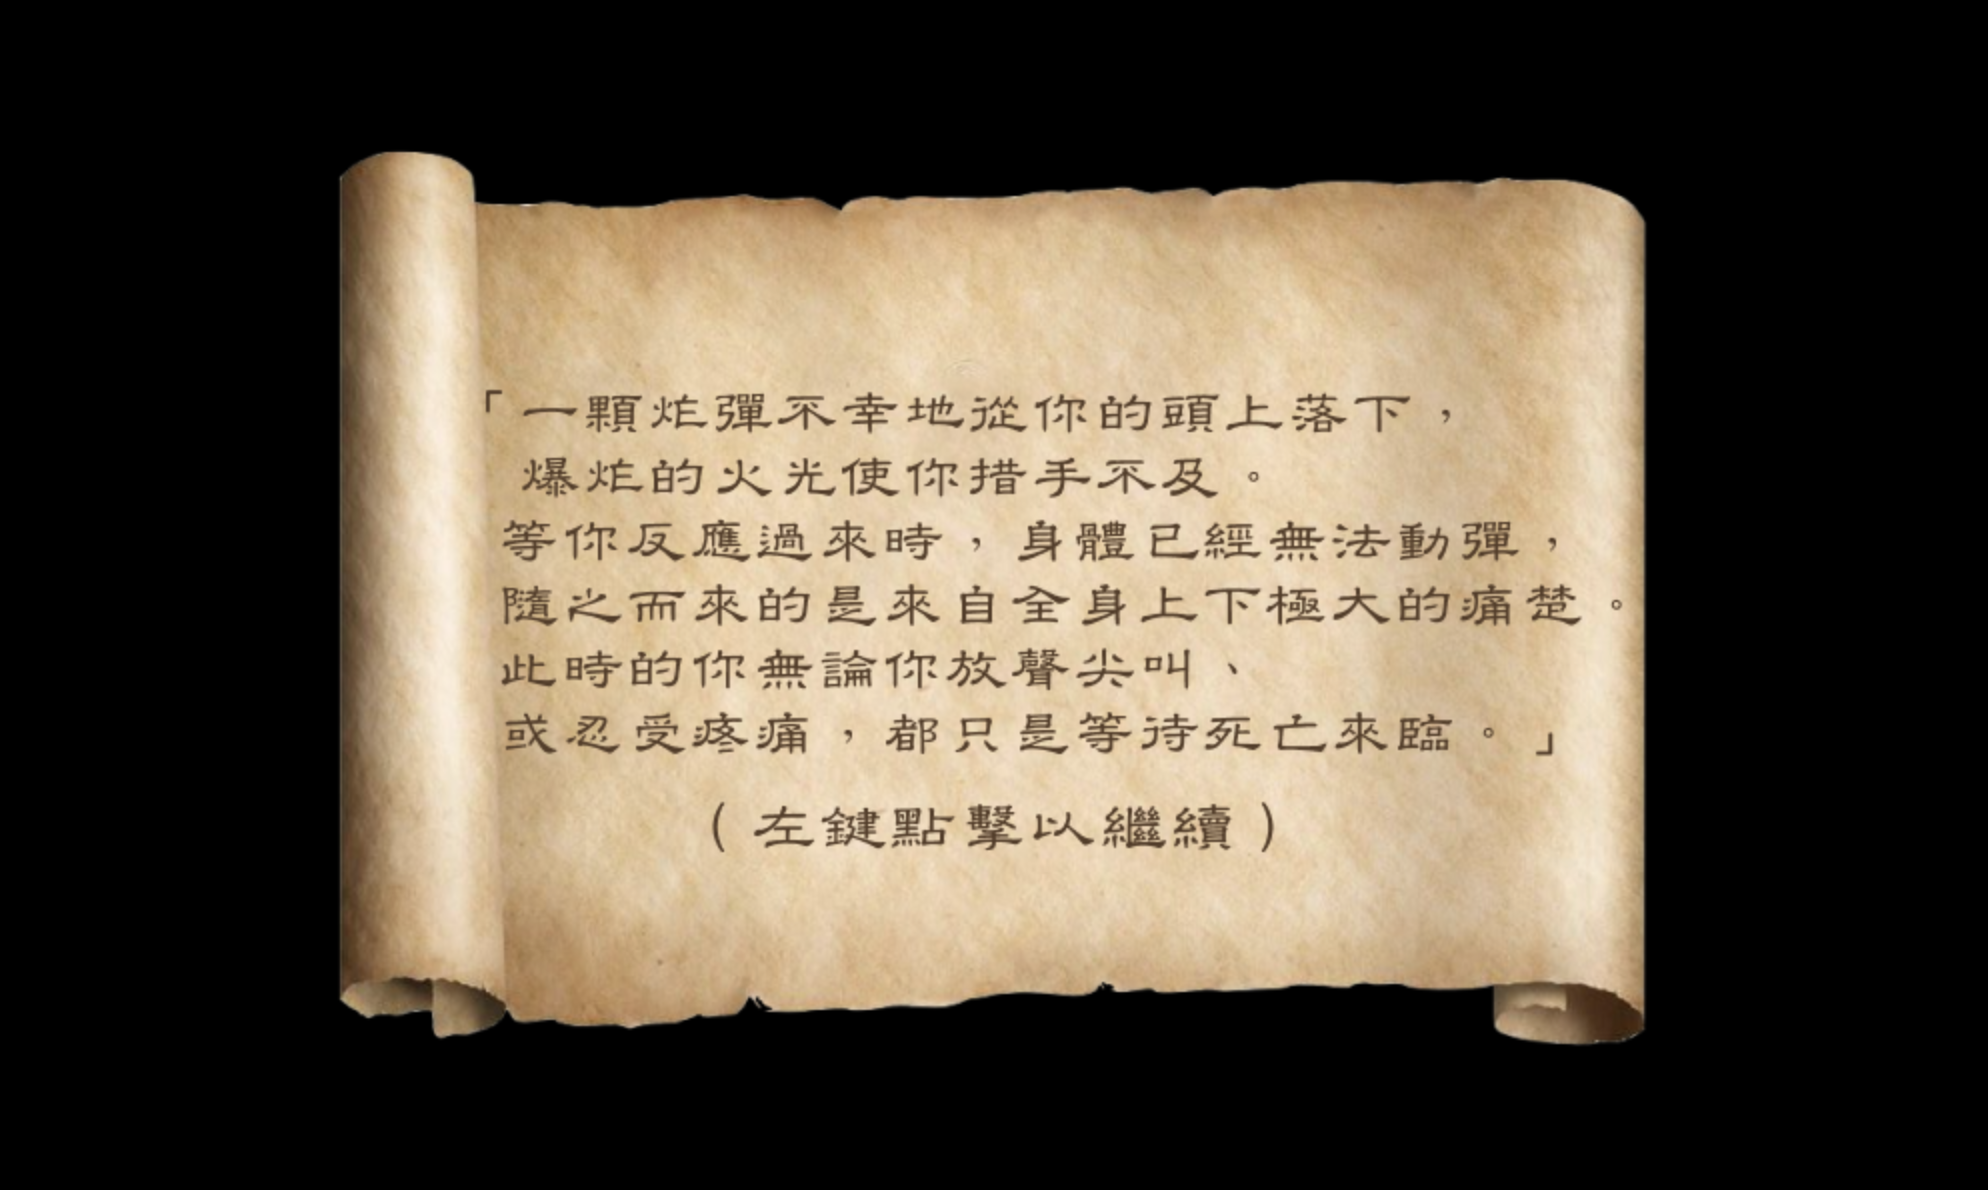 「一顆炸彈不幸地從你的頭上落下，
爆炸的火光使你措手不及。
等你反應過來時，身體已經無法動彈，
隨之而來的是來自全身上下極大的痛楚。
此時的你無論你放聲尖叫、
或忍受疼痛，都只是等待死亡來臨。」
(左鍵點擊以繼續)